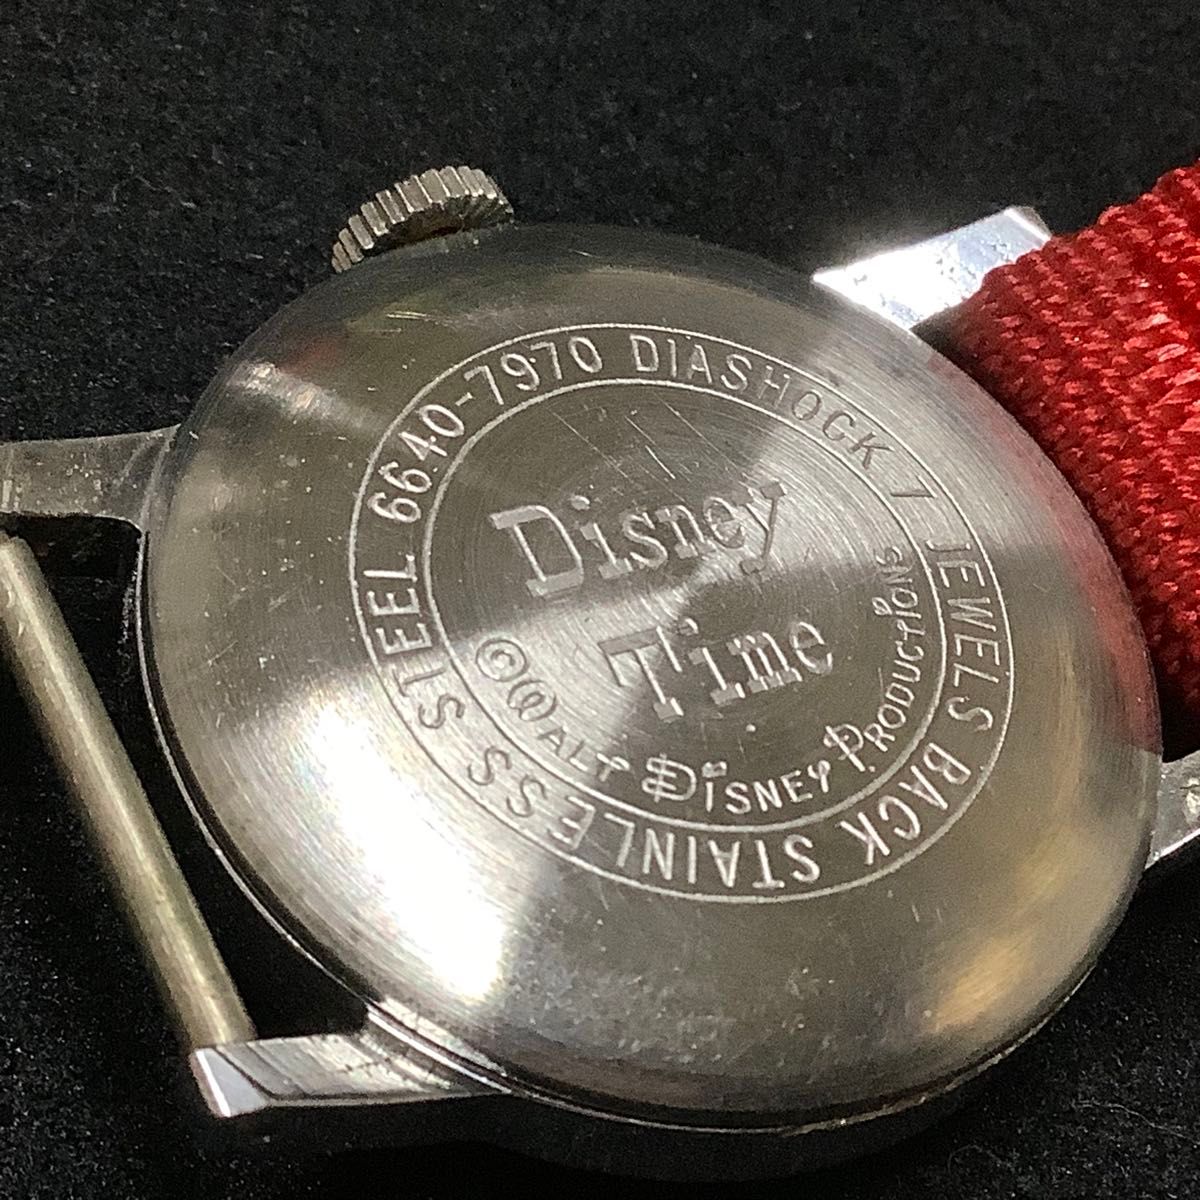 Disney
Time
© WALT DISNEY PRODUCTIONS
STAINLESS STEEL 6640-7970 DIASHOCK 7 JEWELS BACK